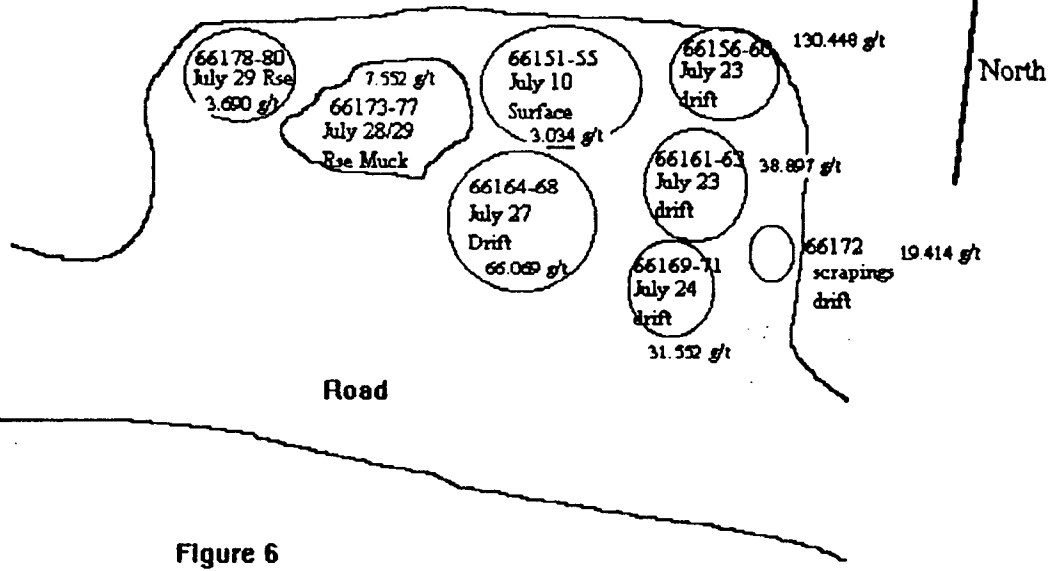 66178-80
July 29 Rse
3.690 g/t
7.552 g/t
66173-77
July 28/29
Rse Muck
66151-55
July 10
Surface
3.034 g/t
66156-60
July 23
drift
130.448 g/t
North
66164-68
July 27
Drift
66.069 g/t
66161-63
July 23
drift
38.897 g/t
66169-71
July 24
drift
31.552 g/t
66172
scrapings
drift
19.414 g/t
Road
Figure 6